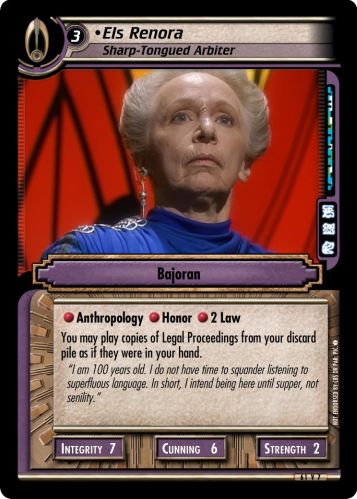 3
•Els Renora
Sharp-Tongued Arbiter
Bajoran
• Anthropology • Honor • 2 Law
You may play copies of Legal Proceedings from your discard
pile as if they were in your hand.
"I am 100 years old. I do not have time to squander listening to
superfluous language. In short, I intend being here until supper, not
senility."
INTEGRITY 7 CUNNING 6 STRENGTH 2